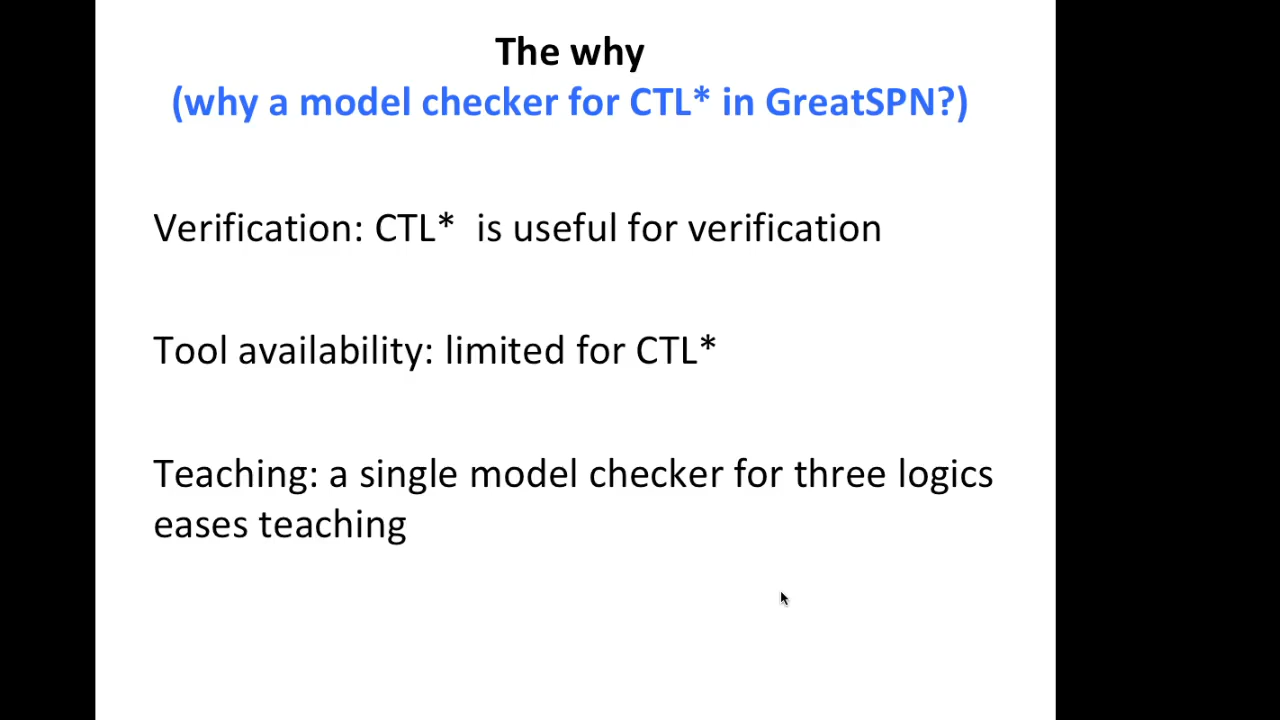 The why
(why a model checker for CTL* in GreatSPN?)
Verification: CTL* is useful for verification
Tool availability: limited for CTL*
Teaching: a single model checker for three logics
eases teaching